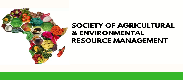 SOCIETY OF AGRICULTURAL
& ENVIRONMENTAL
RESOURCE MANAGEMENT